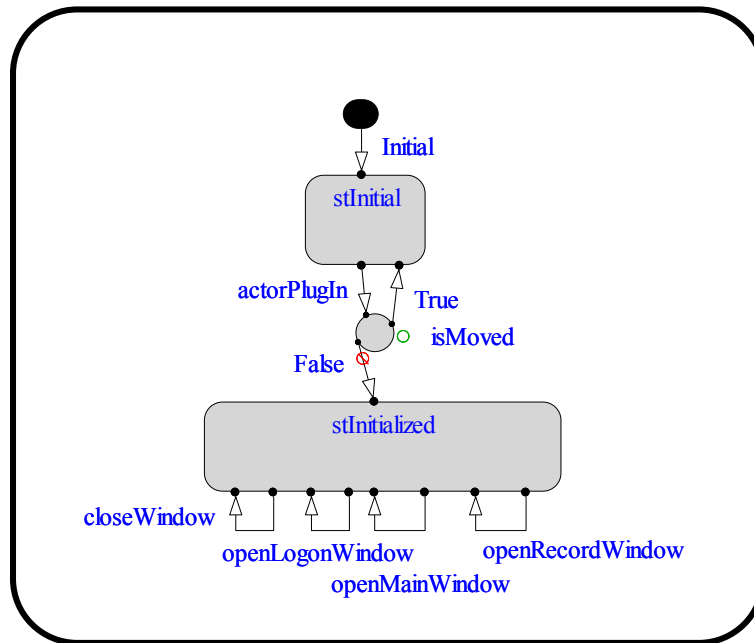 Initial
stInitial
actorPlugIn
True
isMoved
False
stInitialized
closeWindow
openLogonWindow
openRecordWindow
openMainWindow